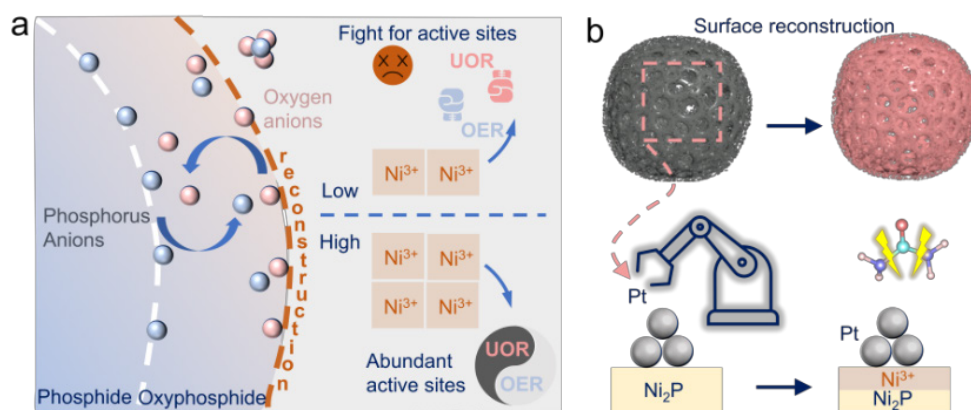 a
Fight for active sites
UOR
OER
Oxygen
anions
reconstruction
Ni³⁺ Ni³⁺
Low
Phosphorus
Anions
High
Ni³⁺ Ni³⁺
Ni³⁺ Ni³⁺
Abundant
active sites
UOR
OER
Phosphide Oxyphosphide
b
Surface reconstruction
Pt
Pt
Ni₂P
Ni³⁺
Ni₂P